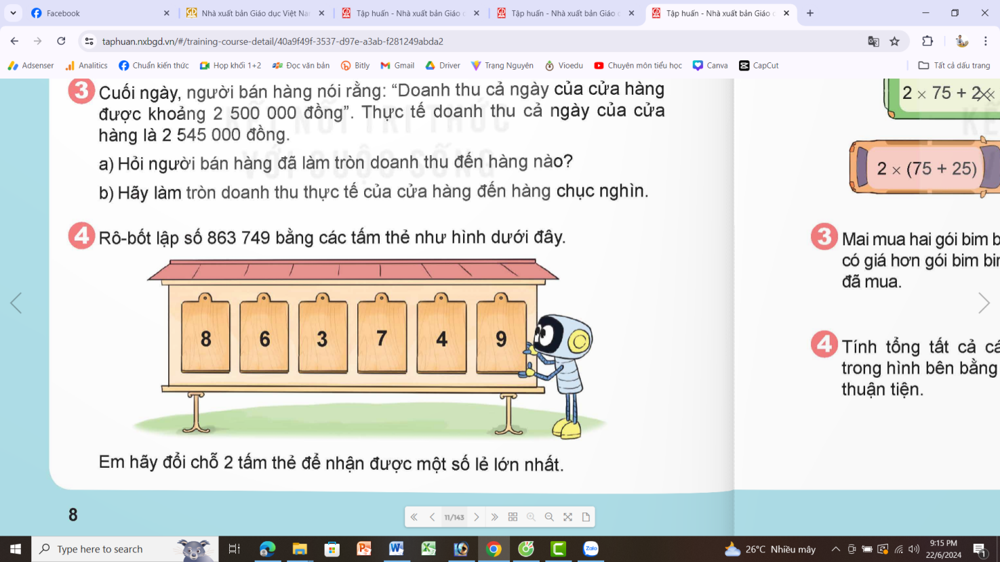 Facebook
Nhà xuất bản Giáo dục Việt Na
Tập huấn - Nhà xuất bản Giáo
Tập huấn - Nhà xuất bản Giáo
Tập huấn - Nhà xuất bản Giáo
taphuan.nxbgd.vn/#/training-course-detail/40a9f49f-3537-d97e-a3ab-f281249abda2
Adsenser
Analitics
Chuẩn kiến thức
Họp khối 1+2
Đọc văn bản
Bitly
Gmail
Driver
Trạng Nguyên
Vioedu
Chuyên môn tiểu học
Canva
CapCut
Tất cả dấu trang
3 Cuối ngày, người bán hàng nói rằng: “Doanh thu cả ngày của cửa hàng
được khoảng 2 500 000 đồng”. Thực tế doanh thu cả ngày của cửa
hàng là 2 545 000 đồng.
a) Hỏi người bán hàng đã làm tròn doanh thu đến hàng nào?
b) Hãy làm tròn doanh thu thực tế của cửa hàng đến hàng chục nghìn.
KẾT NỐI TRI THỨC
VỚI CUỘC SỐNG
4 Rô-bốt lập số 863 749 bằng các tấm thẻ như hình dưới đây.
8 6 3 7 4 9
Em hãy đổi chỗ 2 tấm thẻ để nhận được một số lẻ lớn nhất.
8
2 × 75 + 2 ×
KẾ
2 × (75 + 25)
3 Mai mua hai gói bim b
có giá hơn gói bim bi
đã mua.
4 Tính tổng tất cả cá
trong hình bên bằng
thuận tiện.
11/143
Type here to search
Zalo
26°C Nhiều mây
9:15 PM
22/6/2024
1